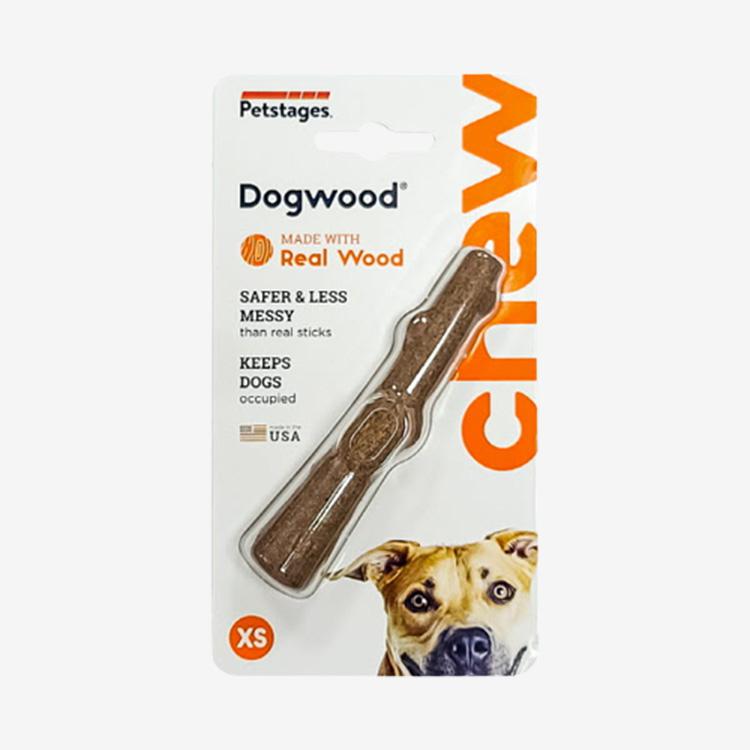 Petstages.
Dogwood®
MADE WITH
Real Wood
SAFER & LESS
MESSY
than real sticks
KEEPS
DOGS
occupied
made in the
USA
chew
XS